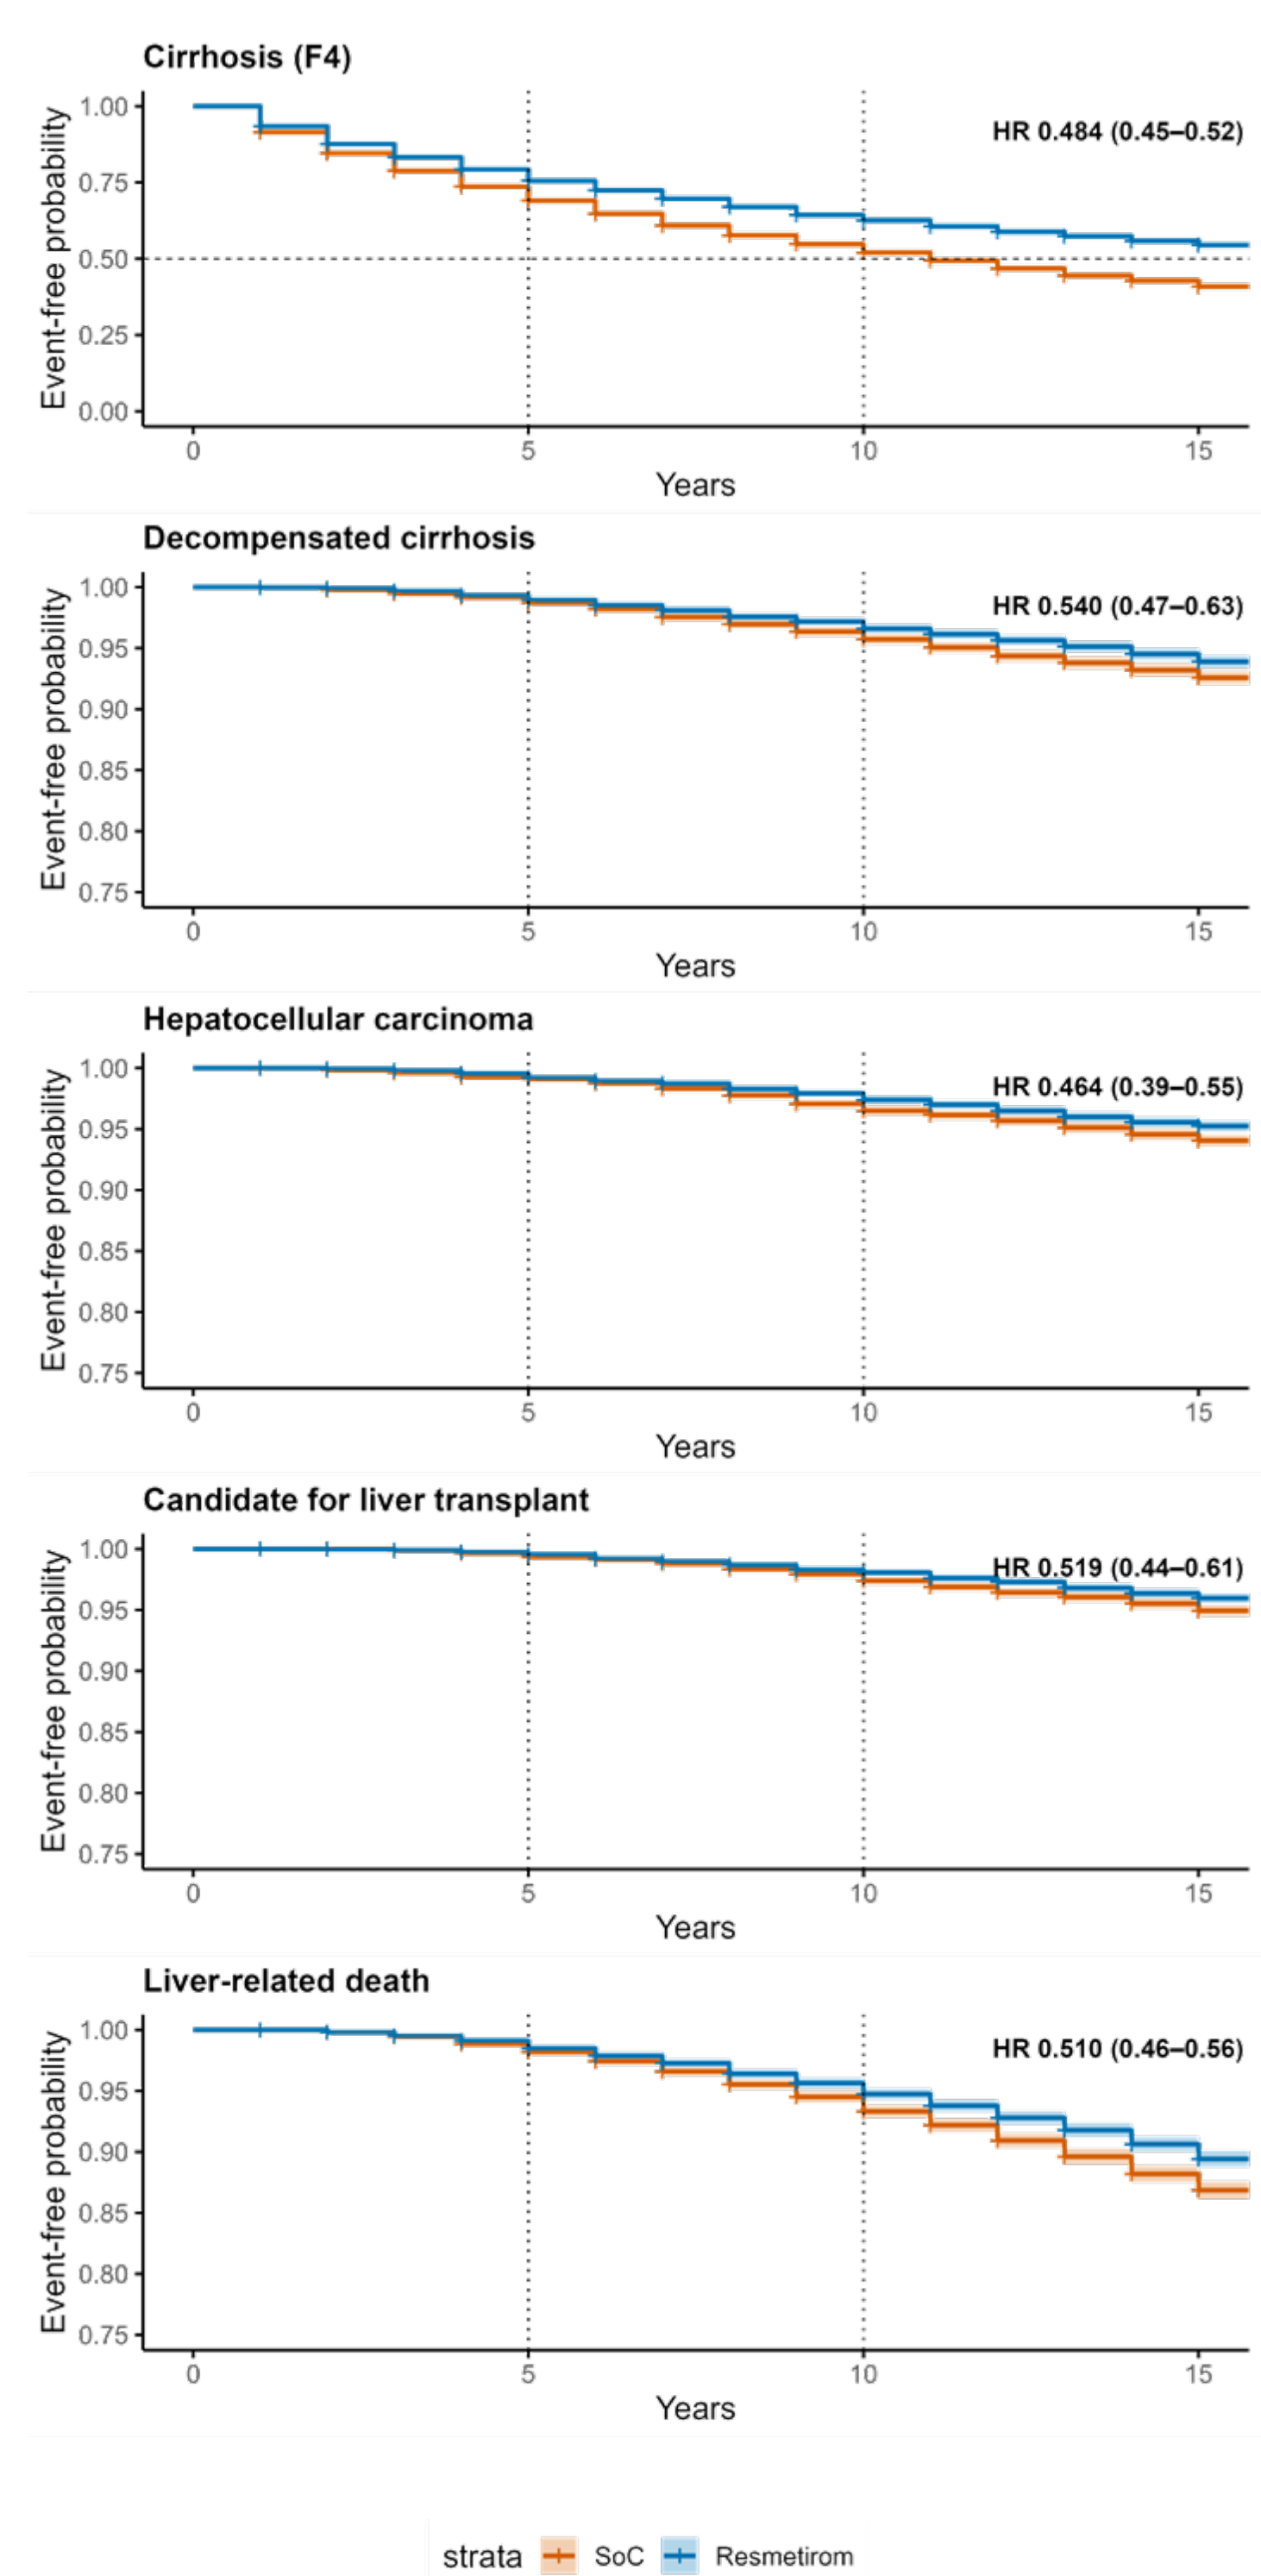 Cirrhosis (F4)
Event-free probability
1.00
0.75
0.50
0.25
0.00
HR 0.484 (0.45–0.52)
0 5 10 15
Years
Decompensated cirrhosis
Event-free probability
1.00
0.95
0.90
0.85
0.80
0.75
HR 0.540 (0.47–0.63)
0 5 10 15
Years
Hepatocellular carcinoma
Event-free probability
1.00
0.95
0.90
0.85
0.80
0.75
HR 0.464 (0.39–0.55)
0 5 10 15
Years
Candidate for liver transplant
Event-free probability
1.00
0.95
0.90
0.85
0.80
0.75
HR 0.519 (0.44–0.61)
0 5 10 15
Years
Liver-related death
Event-free probability
1.00
0.95
0.90
0.85
0.80
0.75
HR 0.510 (0.46–0.56)
0 5 10 15
Years
strata SoC Resmetirom